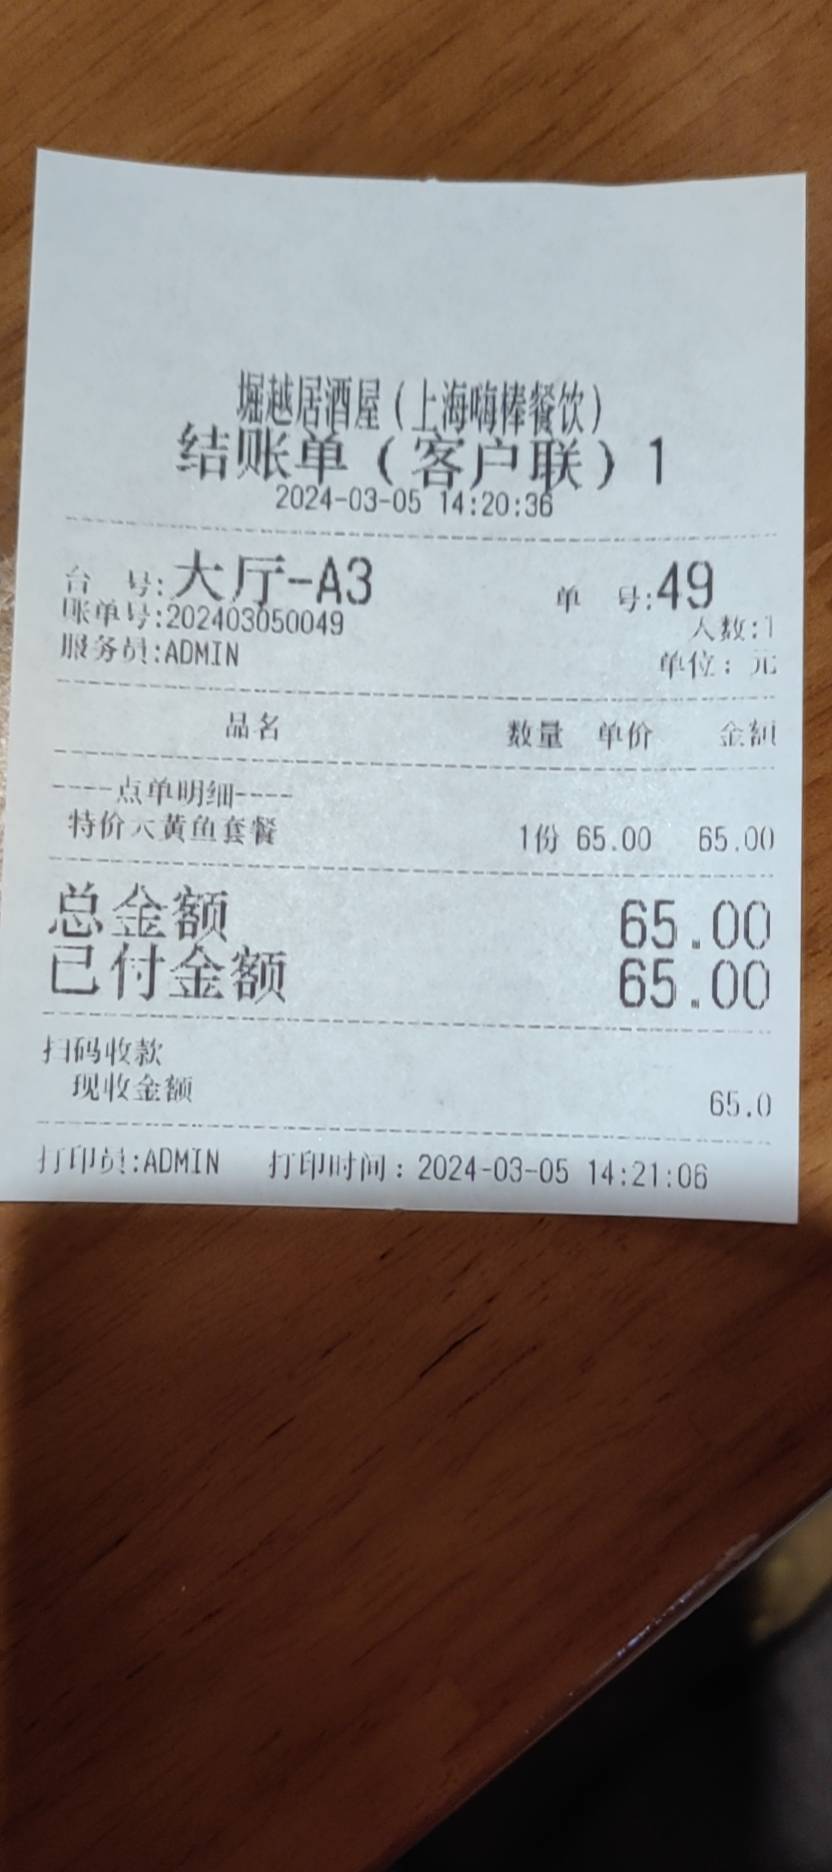 堀越居酒屋(上海嗨棒餐饮)
结账单(客户联)1
2024-03-05 14:20:36
台 号:大厅-A3 单 号:49
账单号:202403050049 人数:1
服务员:ADMIN 单位: 元
品名 数量 单价 金额
----点单明细----
特价大黄鱼套餐 1份 65.00 65.00
总金额 65.00
已付金额 65.00
扫码收款
现收金额 65.0
打印员:ADMIN 打印时间:2024-03-05 14:21:06